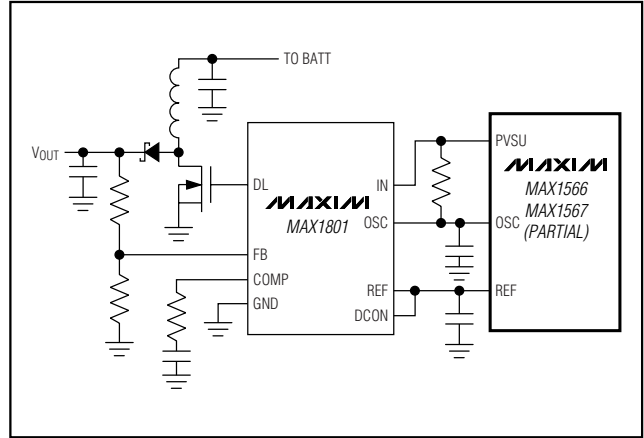 TO BATT
VOUT
DL
IN
MAXIM
MAX1801
OSC
FB
COMP
REF
GND
DCON
PVSU
MAXIM
MAX1566
MAX1567
OSC (PARTIAL)
REF